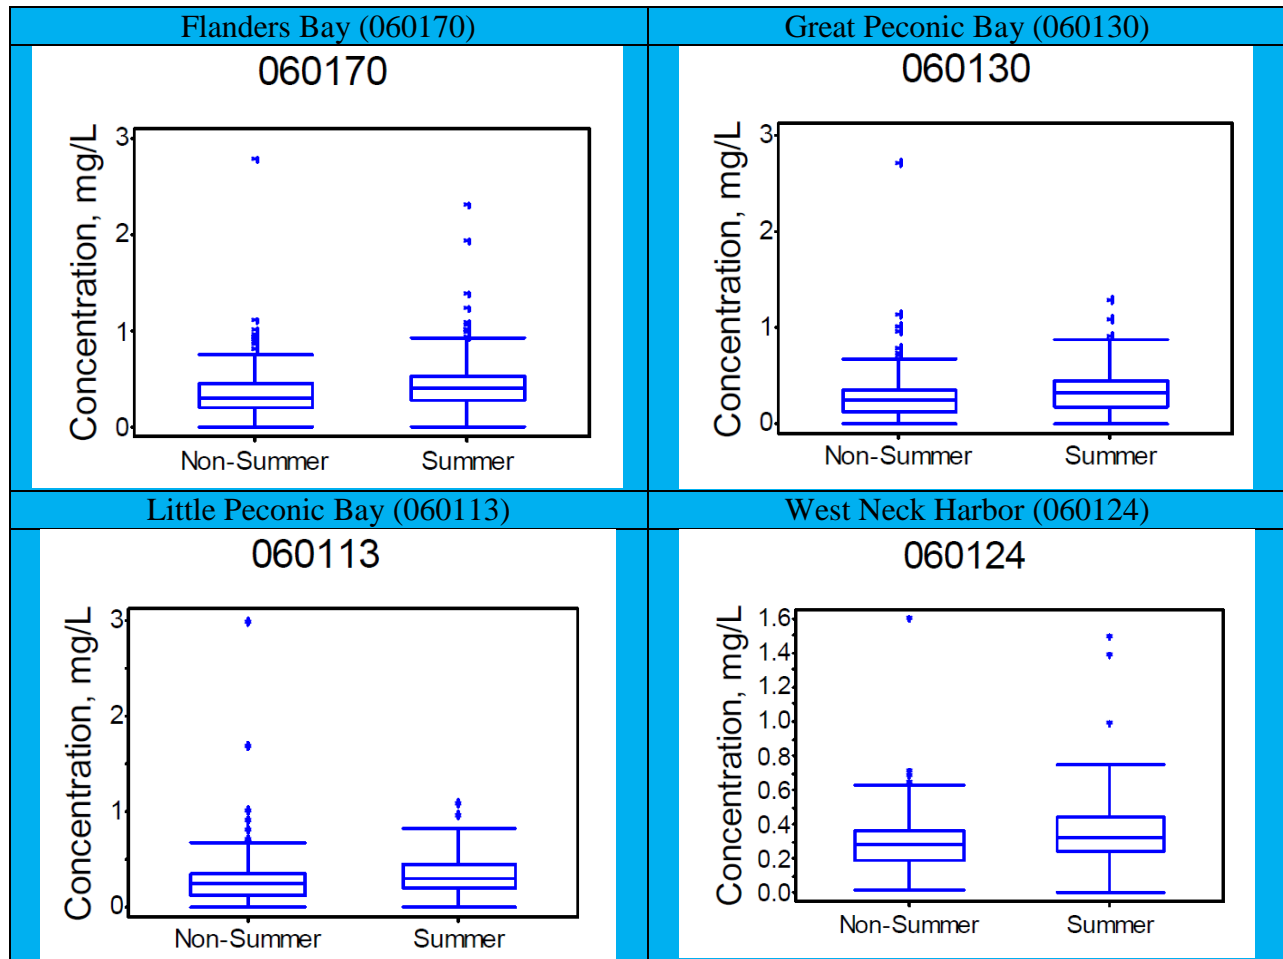 Flanders Bay (060170)
Great Peconic Bay (060130)
060170
Concentration, mg/L
3
2
1
0
Non-Summer
Summer
060130
Concentration, mg/L
3
2
1
0
Non-Summer
Summer
Little Peconic Bay (060113)
West Neck Harbor (060124)
060113
Concentration, mg/L
3
2
1
0
Non-Summer
Summer
060124
Concentration, mg/L
1.6
1.4
1.2
1.0
0.8
0.6
0.4
0.2
0.0
Non-Summer
Summer